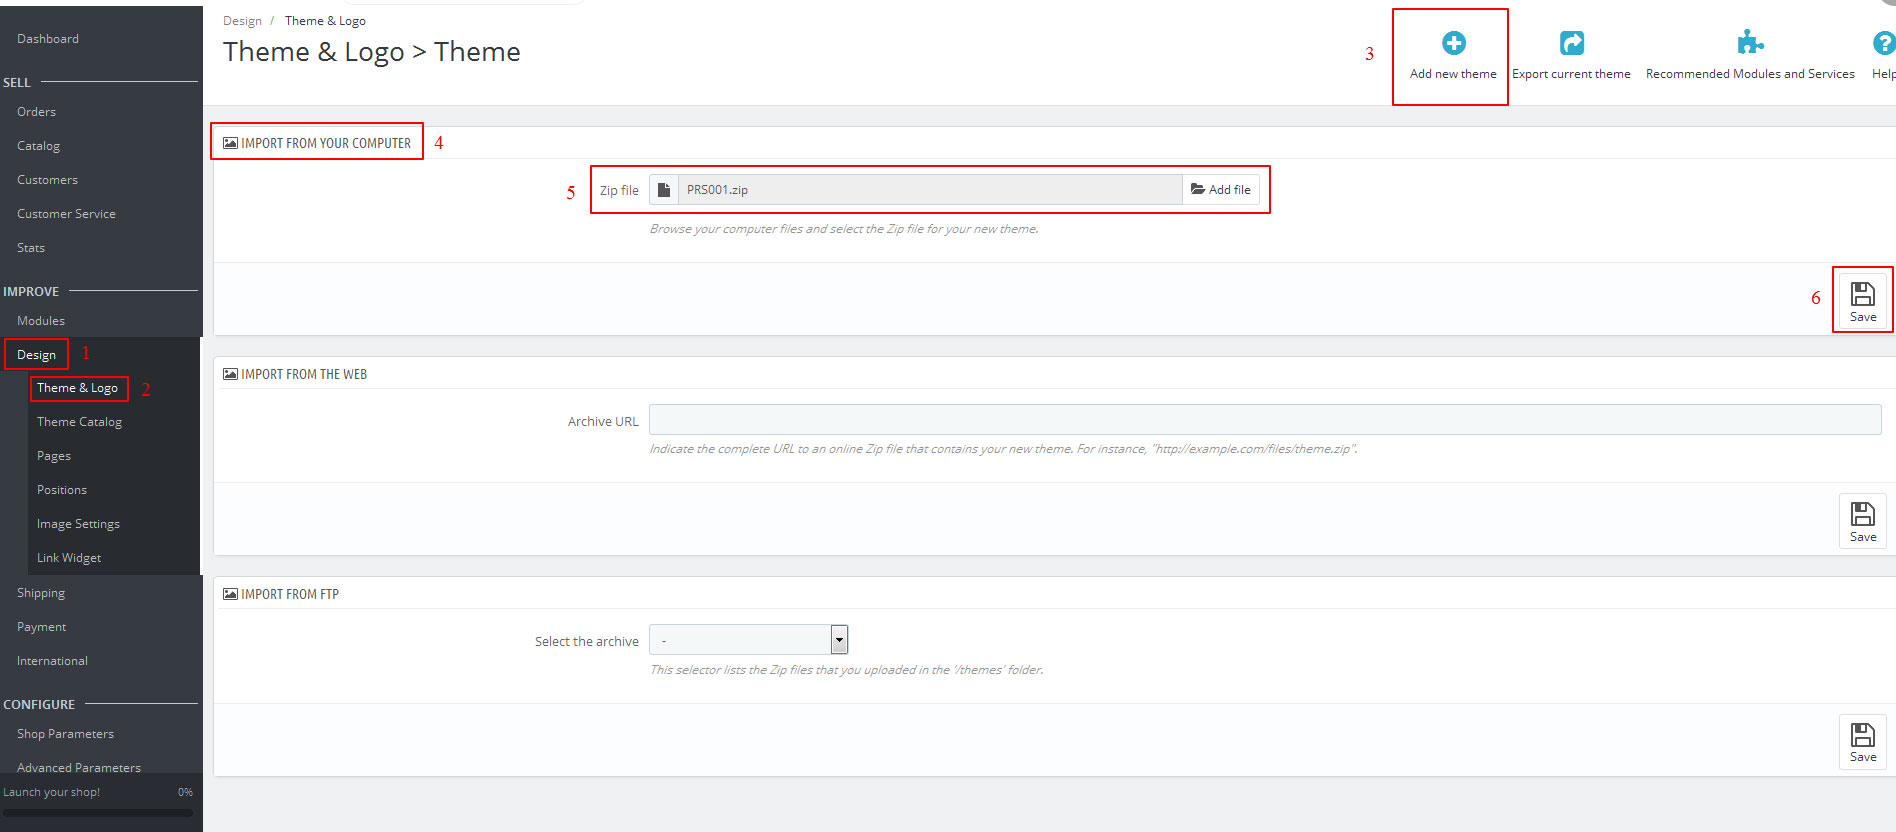 Dashboard
SELL
Orders
Catalog
Customers
Customer Service
Stats
IMPROVE
Modules
Design 1
Theme & Logo 2
Theme Catalog
Pages
Positions
Image Settings
Link Widget
Shipping
Payment
International
CONFIGURE
Shop Parameters
Advanced Parameters
Launch your shop! 0%
Design / Theme & Logo
Theme & Logo > Theme
3
Add new theme
Export current theme
Recommended Modules and Services
Help
IMPORT FROM YOUR COMPUTER 4
5 Zip file PRS001.zip Add file
Browse your computer files and select the Zip file for your new theme.
6
Save
IMPORT FROM THE WEB
Archive URL
Indicate the complete URL to an online Zip file that contains your new theme. For instance, "http://example.com/files/theme.zip".
Save
IMPORT FROM FTP
Select the archive -
This selector lists the Zip files that you uploaded in the '/themes' folder.
Save